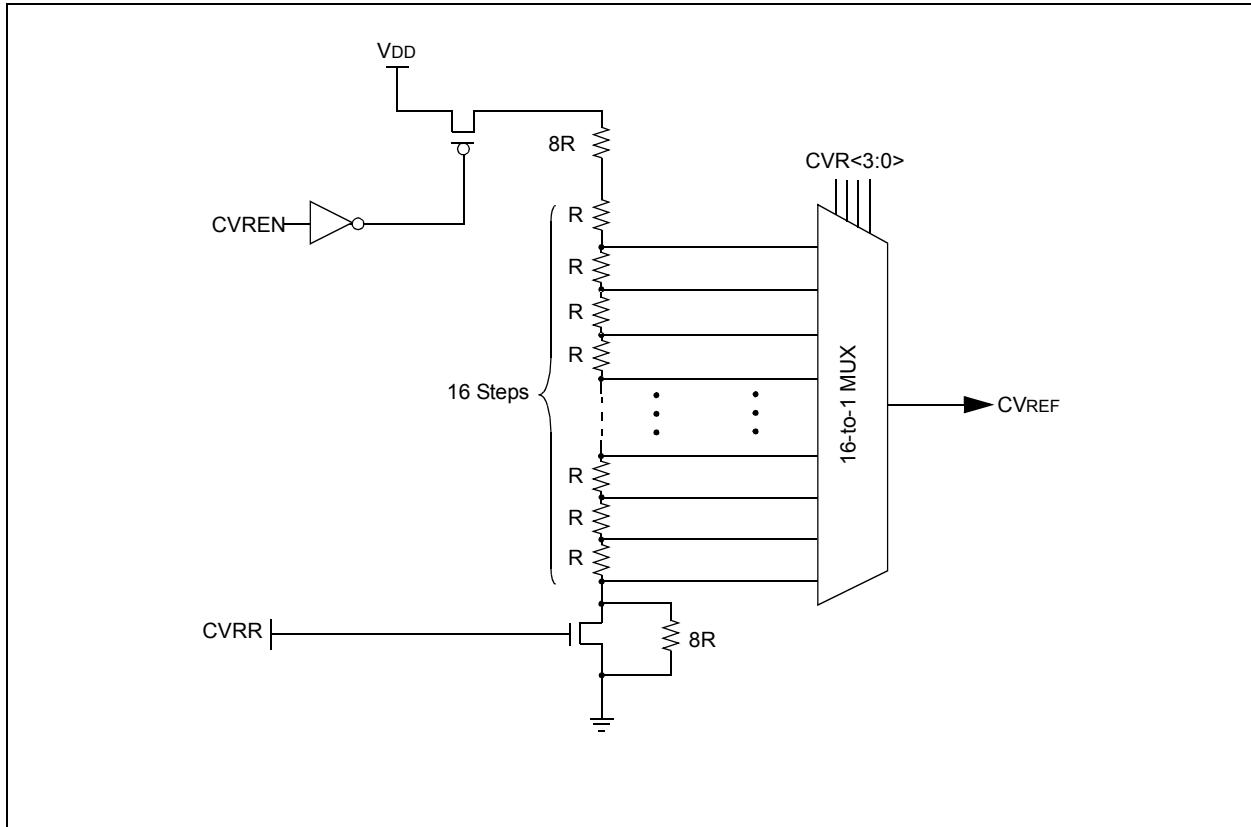 VDD
8R
CVR<3:0>
CVREN
R
R
R
R
16 Steps
16-to-1 MUX
CVREF
R
R
R
CVRR
8R